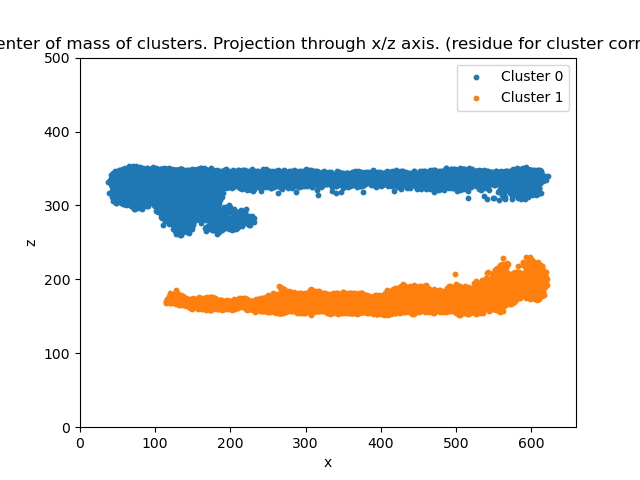 enter of mass of clusters. Projection through x/z axis. (residue for cluster corr
Cluster 0
Cluster 1
500
400
300
200
100
0
z
0 100 200 300 400 500 600
x